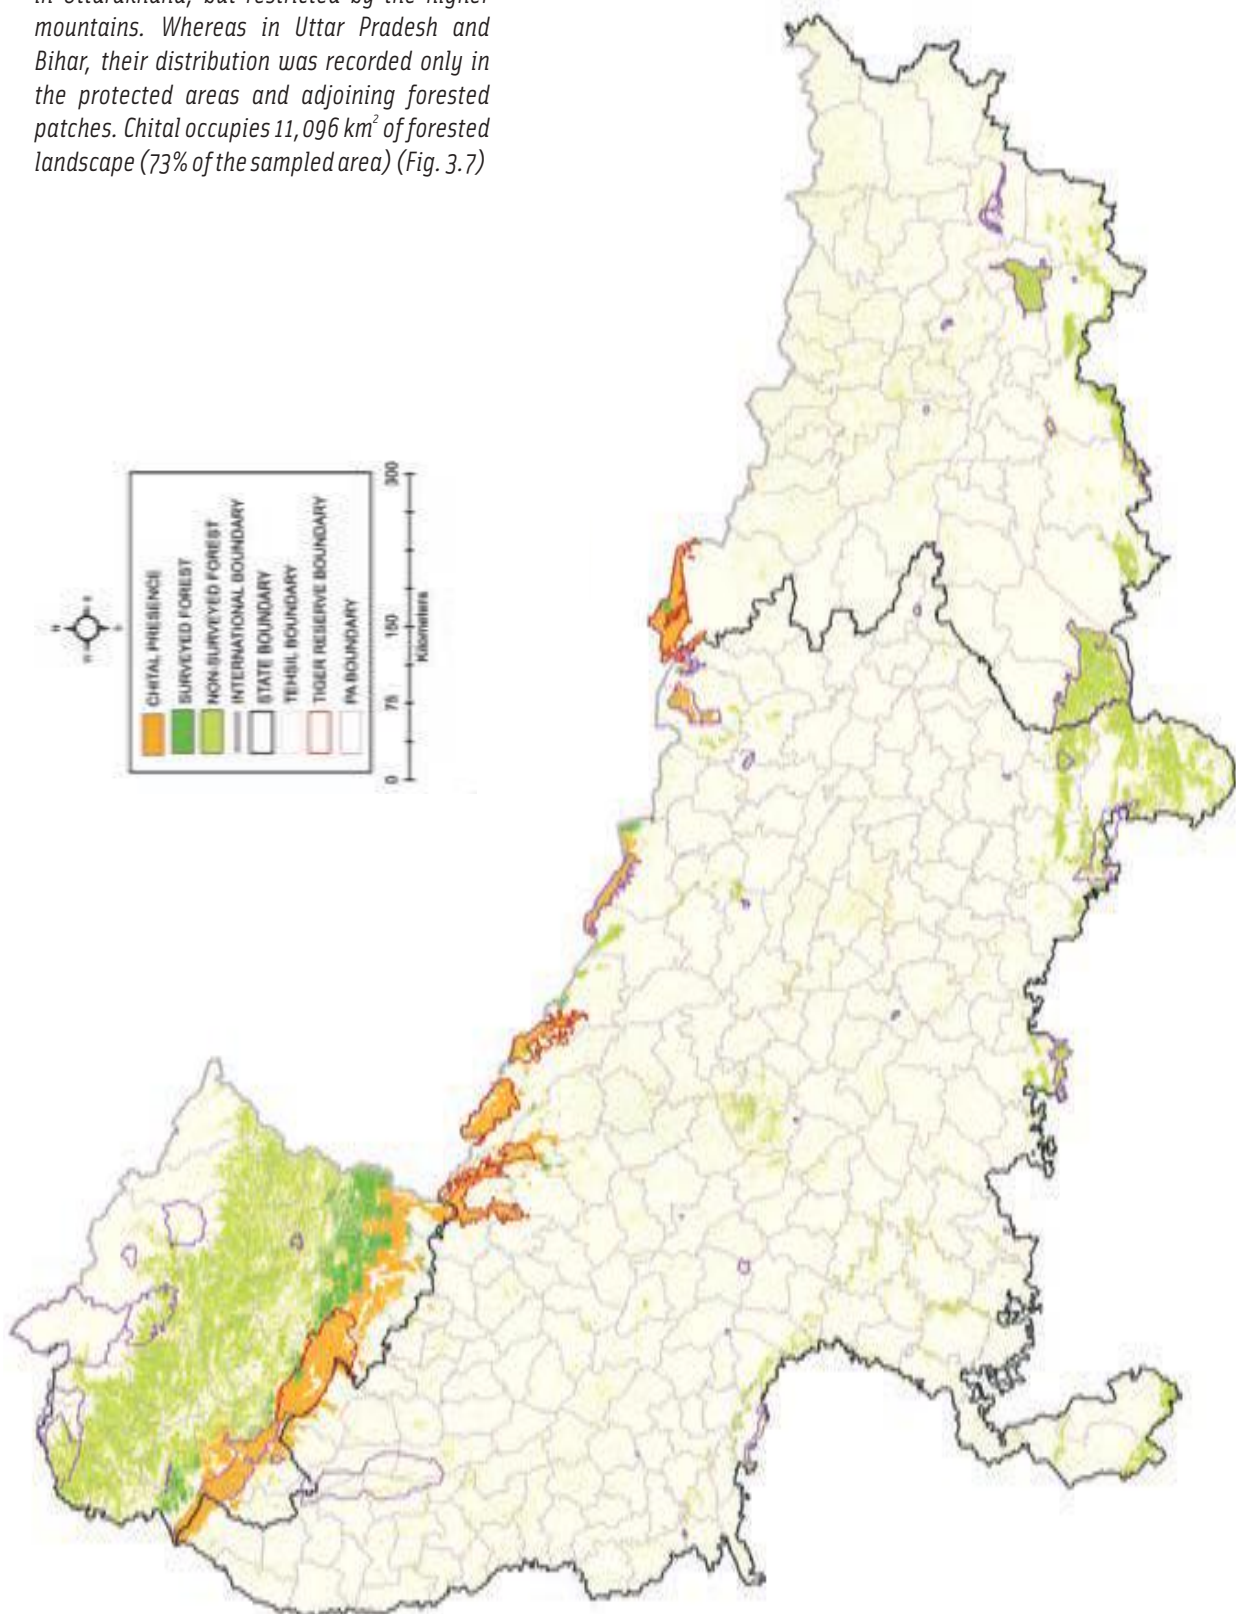 in Uttarakhand, but restricted by the higher
mountains. Whereas in Uttar Pradesh and
Bihar, their distribution was recorded only in
the protected areas and adjoining forested
patches. Chital occupies 11,096 km² of forested
landscape (73% of the sampled area) (Fig. 3.7)
N
CHITAL PRESENCE
SURVEYED FOREST
NON-SURVEYED FOREST
INTERNATIONAL BOUNDARY
STATE BOUNDARY
TEHSIL BOUNDARY
TIGER RESERVE BOUNDARY
PA BOUNDARY
0 75 150 300
Kilometers